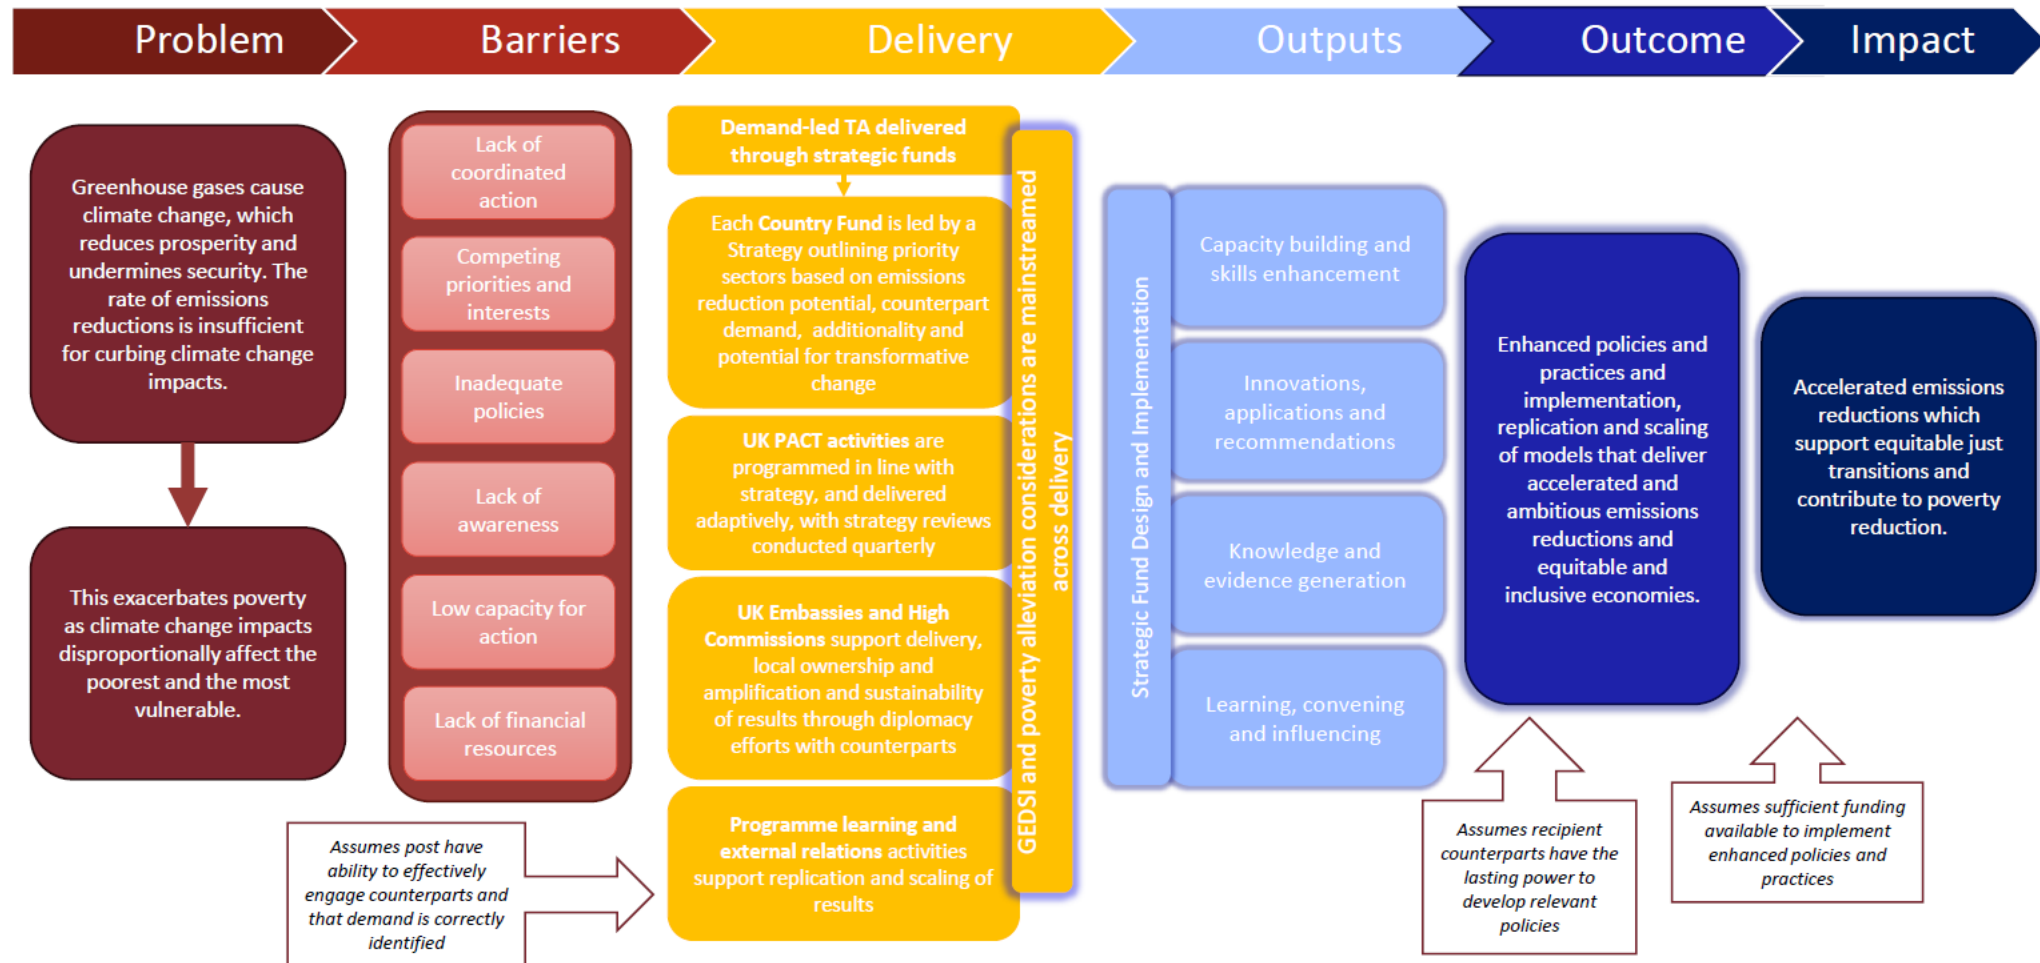 Problem
Barriers
Delivery
Outputs
Outcome
Impact
Greenhouse gases cause
climate change, which
reduces prosperity and
undermines security. The
rate of emissions
reductions is insufficient
for curbing climate change
impacts.
This exacerbates poverty
as climate change impacts
disproportionally affect the
poorest and the most
vulnerable.
Lack of
coordinated
action
Competing
priorities and
interests
Inadequate
policies
Lack of
awareness
Low capacity for
action
Lack of financial
resources
Assumes post have
ability to effectively
engage counterparts and
that demand is correctly
identified
Demand-led TA delivered
through strategic funds
Each Country Fund is led by a
Strategy outlining priority
sectors based on emissions
reduction potential, counterpart
demand, additionality and
potential for transformative
change
UK PACT activities are
programmed in line with
strategy, and delivered
adaptively, with strategy reviews
conducted quarterly
UK Embassies and High
Commissions support delivery,
local ownership and
amplification and sustainability
of results through diplomacy
efforts with counterparts
Programme learning and
external relations activities
support replication and scaling of
results
GEDSI and poverty alleviation considerations are mainstreamed
across delivery
Strategic Fund Design and Implementation
Capacity building and
skills enhancement
Innovations,
applications and
recommendations
Knowledge and
evidence generation
Learning, convening
and influencing
Enhanced policies and
practices and
implementation,
replication and scaling
of models that deliver
accelerated and
ambitious emissions
reductions and
equitable and
inclusive economies.
Assumes recipient
counterparts have the
lasting power to
develop relevant
policies
Accelerated emissions
reductions which
support equitable just
transitions and
contribute to poverty
reduction.
Assumes sufficient funding
available to implement
enhanced policies and
practices